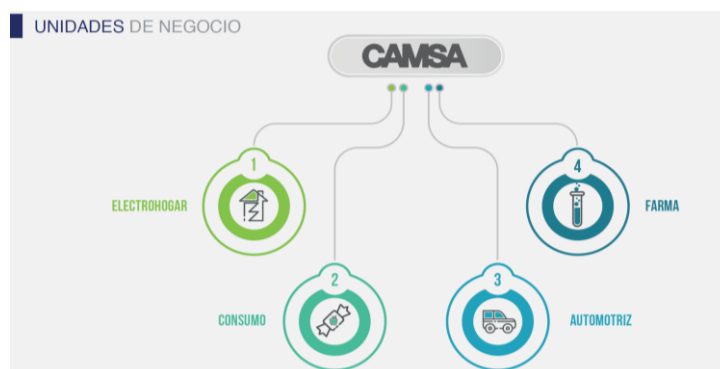 UNIDADES DE NEGOCIO
CAMSA
1
ELECTROHOGAR
2
CONSUMO
3
AUTOMOTRIZ
4
FARMA